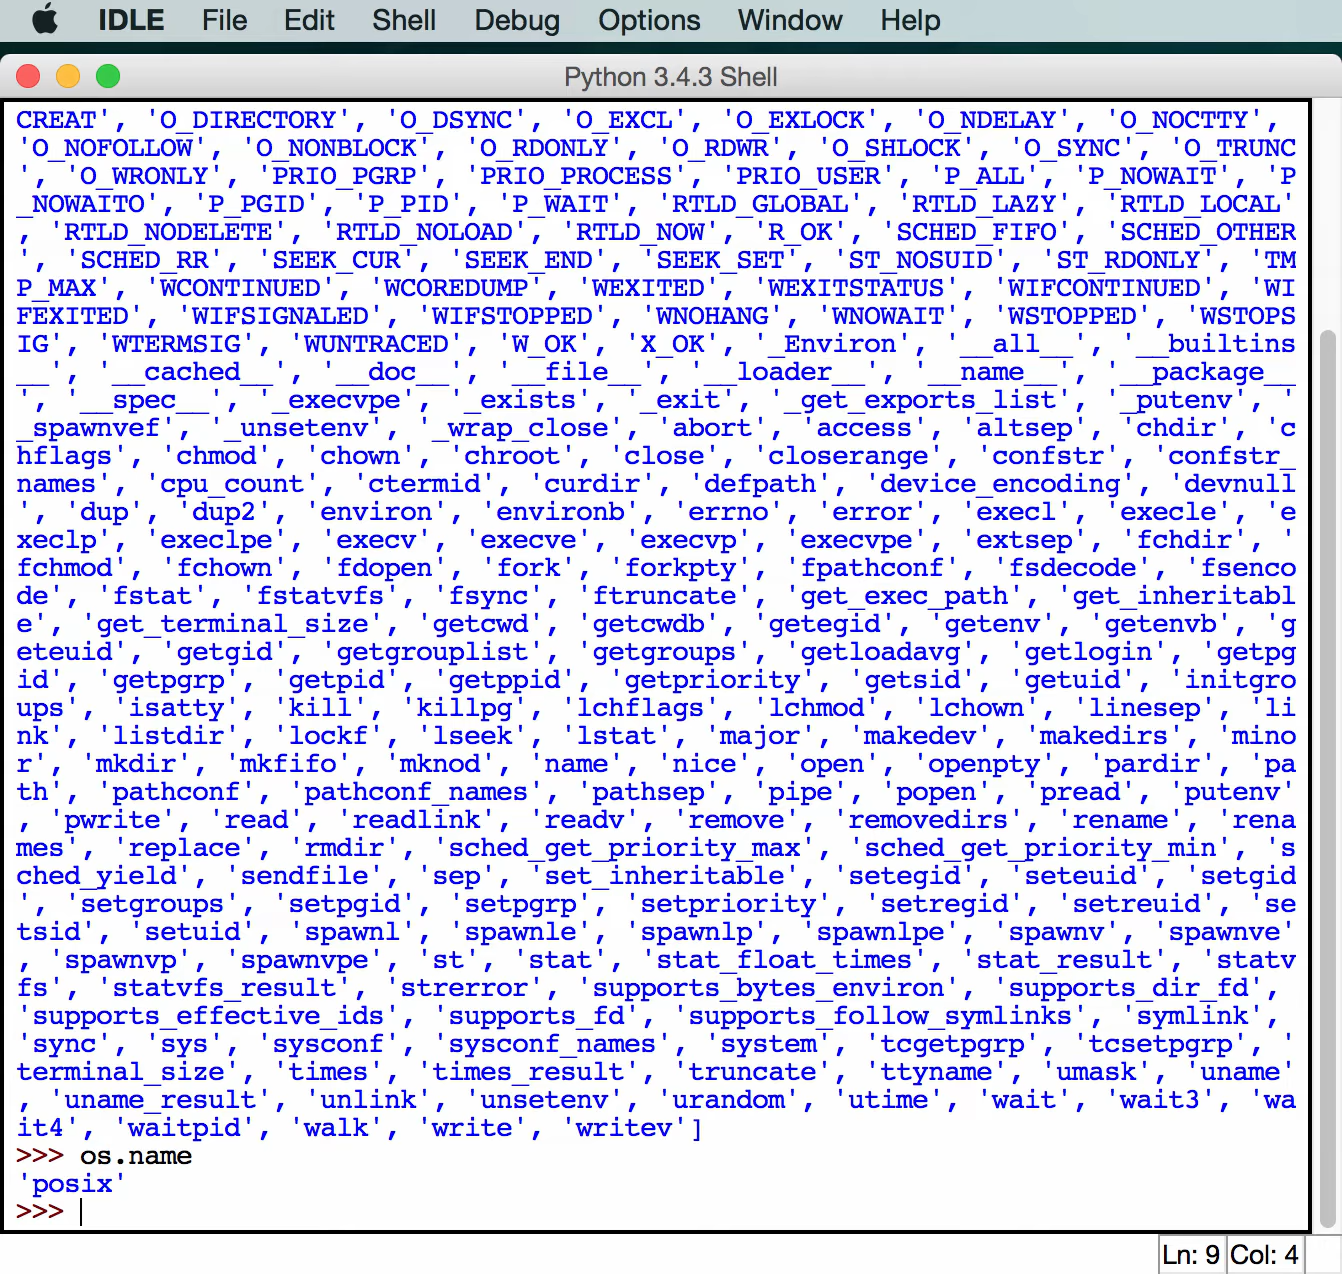 IDLE File Edit Shell Debug Options Window Help
Python 3.4.3 Shell
CREAT', 'O_DIRECTORY', 'O_DSYNC', 'O_EXCL', 'O_EXLOCK', 'O_NDELAY', 'O_NOCTTY',
'O_NOFOLLOW', 'O_NONBLOCK', 'O_RDONLY', 'O_RDWR', 'O_SHLOCK', 'O_SYNC', 'O_TRUNC
', 'O_WRONLY', 'PRIO_PGRP', 'PRIO_PROCESS', 'PRIO_USER', 'P_ALL', 'P_NOWAIT', 'P
_NOWAITO', 'P_PGID', 'P_PID', 'P_WAIT', 'RTLD_GLOBAL', 'RTLD_LAZY', 'RTLD_LOCAL'
, 'RTLD_NODELETE', 'RTLD_NOLOAD', 'RTLD_NOW', 'R_OK', 'SCHED_FIFO', 'SCHED_OTHER
', 'SCHED_RR', 'SEEK_CUR', 'SEEK_END', 'SEEK_SET', 'ST_NOSUID', 'ST_RDONLY', 'TM
P_MAX', 'WCONTINUED', 'WCOREDUMP', 'WEXITED', 'WEXITSTATUS', 'WIFCONTINUED', 'WI
FEXITED', 'WIFSIGNALED', 'WIFSTOPPED', 'WNOHANG', 'WNOWAIT', 'WSTOPPED', 'WSTOPS
IG', 'WTERMSIG', 'WUNTRACED', 'W_OK', 'X_OK', '_Environ', '__all__', '__builtins
__', '__cached__', '__doc__', '__file__', '__loader__', '__name__', '__package__
', '__spec__', '_execvpe', '_exists', '_exit', '_get_exports_list', '_putenv', '
_spawnvef', '_unsetenv', '_wrap_close', 'abort', 'access', 'altsep', 'chdir', 'c
hflags', 'chmod', 'chown', 'chroot', 'close', 'closerange', 'confstr', 'confstr_
names', 'cpu_count', 'ctermid', 'curdir', 'defpath', 'device_encoding', 'devnull
', 'dup', 'dup2', 'environ', 'environb', 'errno', 'error', 'execl', 'execle', 'e
xeclp', 'execlpe', 'execv', 'execve', 'execvp', 'execvpe', 'extsep', 'fchdir', '
fchmod', 'fchown', 'fdopen', 'fork', 'forkpty', 'fpathconf', 'fsdecode', 'fsenco
de', 'fstat', 'fstatvfs', 'fsync', 'ftruncate', 'get_exec_path', 'get_inheritabl
e', 'get_terminal_size', 'getcwd', 'getcwdb', 'getegid', 'getenv', 'getenvb', 'g
eteuid', 'getgid', 'getgrouplist', 'getgroups', 'getloadavg', 'getlogin', 'getpg
id', 'getpgrp', 'getpid', 'getppid', 'getpriority', 'getsid', 'getuid', 'initgro
ups', 'isatty', 'kill', 'killpg', 'lchflags', 'lchmod', 'lchown', 'linesep', 'li
nk', 'listdir', 'lockf', 'lseek', 'lstat', 'major', 'makedev', 'makedirs', 'mino
r', 'mkdir', 'mkfifo', 'mknod', 'name', 'nice', 'open', 'openpty', 'pardir', 'pa
th', 'pathconf', 'pathconf_names', 'pathsep', 'pipe', 'popen', 'pread', 'putenv'
, 'pwrite', 'read', 'readlink', 'readv', 'remove', 'removedirs', 'rename', 'rena
mes', 'replace', 'rmdir', 'sched_get_priority_max', 'sched_get_priority_min', 's
ched_yield', 'sendfile', 'sep', 'set_inheritable', 'setegid', 'seteuid', 'setgid
', 'setgroups', 'setpgid', 'setpgrp', 'setpriority', 'setregid', 'setreuid', 'se
tsid', 'setuid', 'spawnl', 'spawnle', 'spawnlp', 'spawnlpe', 'spawnv', 'spawnve'
, 'spawnvp', 'spawnvpe', 'st', 'stat', 'stat_float_times', 'stat_result', 'statv
fs', 'statvfs_result', 'strerror', 'supports_bytes_environ', 'supports_dir_fd',
'supports_effective_ids', 'supports_fd', 'supports_follow_symlinks', 'symlink',
'sync', 'sys', 'sysconf', 'sysconf_names', 'system', 'tcgetpgrp', 'tcsetpgrp', '
terminal_size', 'times', 'times_result', 'truncate', 'ttyname', 'umask', 'uname'
, 'uname_result', 'unlink', 'unsetenv', 'urandom', 'utime', 'wait', 'wait3', 'wa
it4', 'waitpid', 'walk', 'write', 'writev']
>>> os.name
'posix'
>>>
Ln: 9 Col: 4